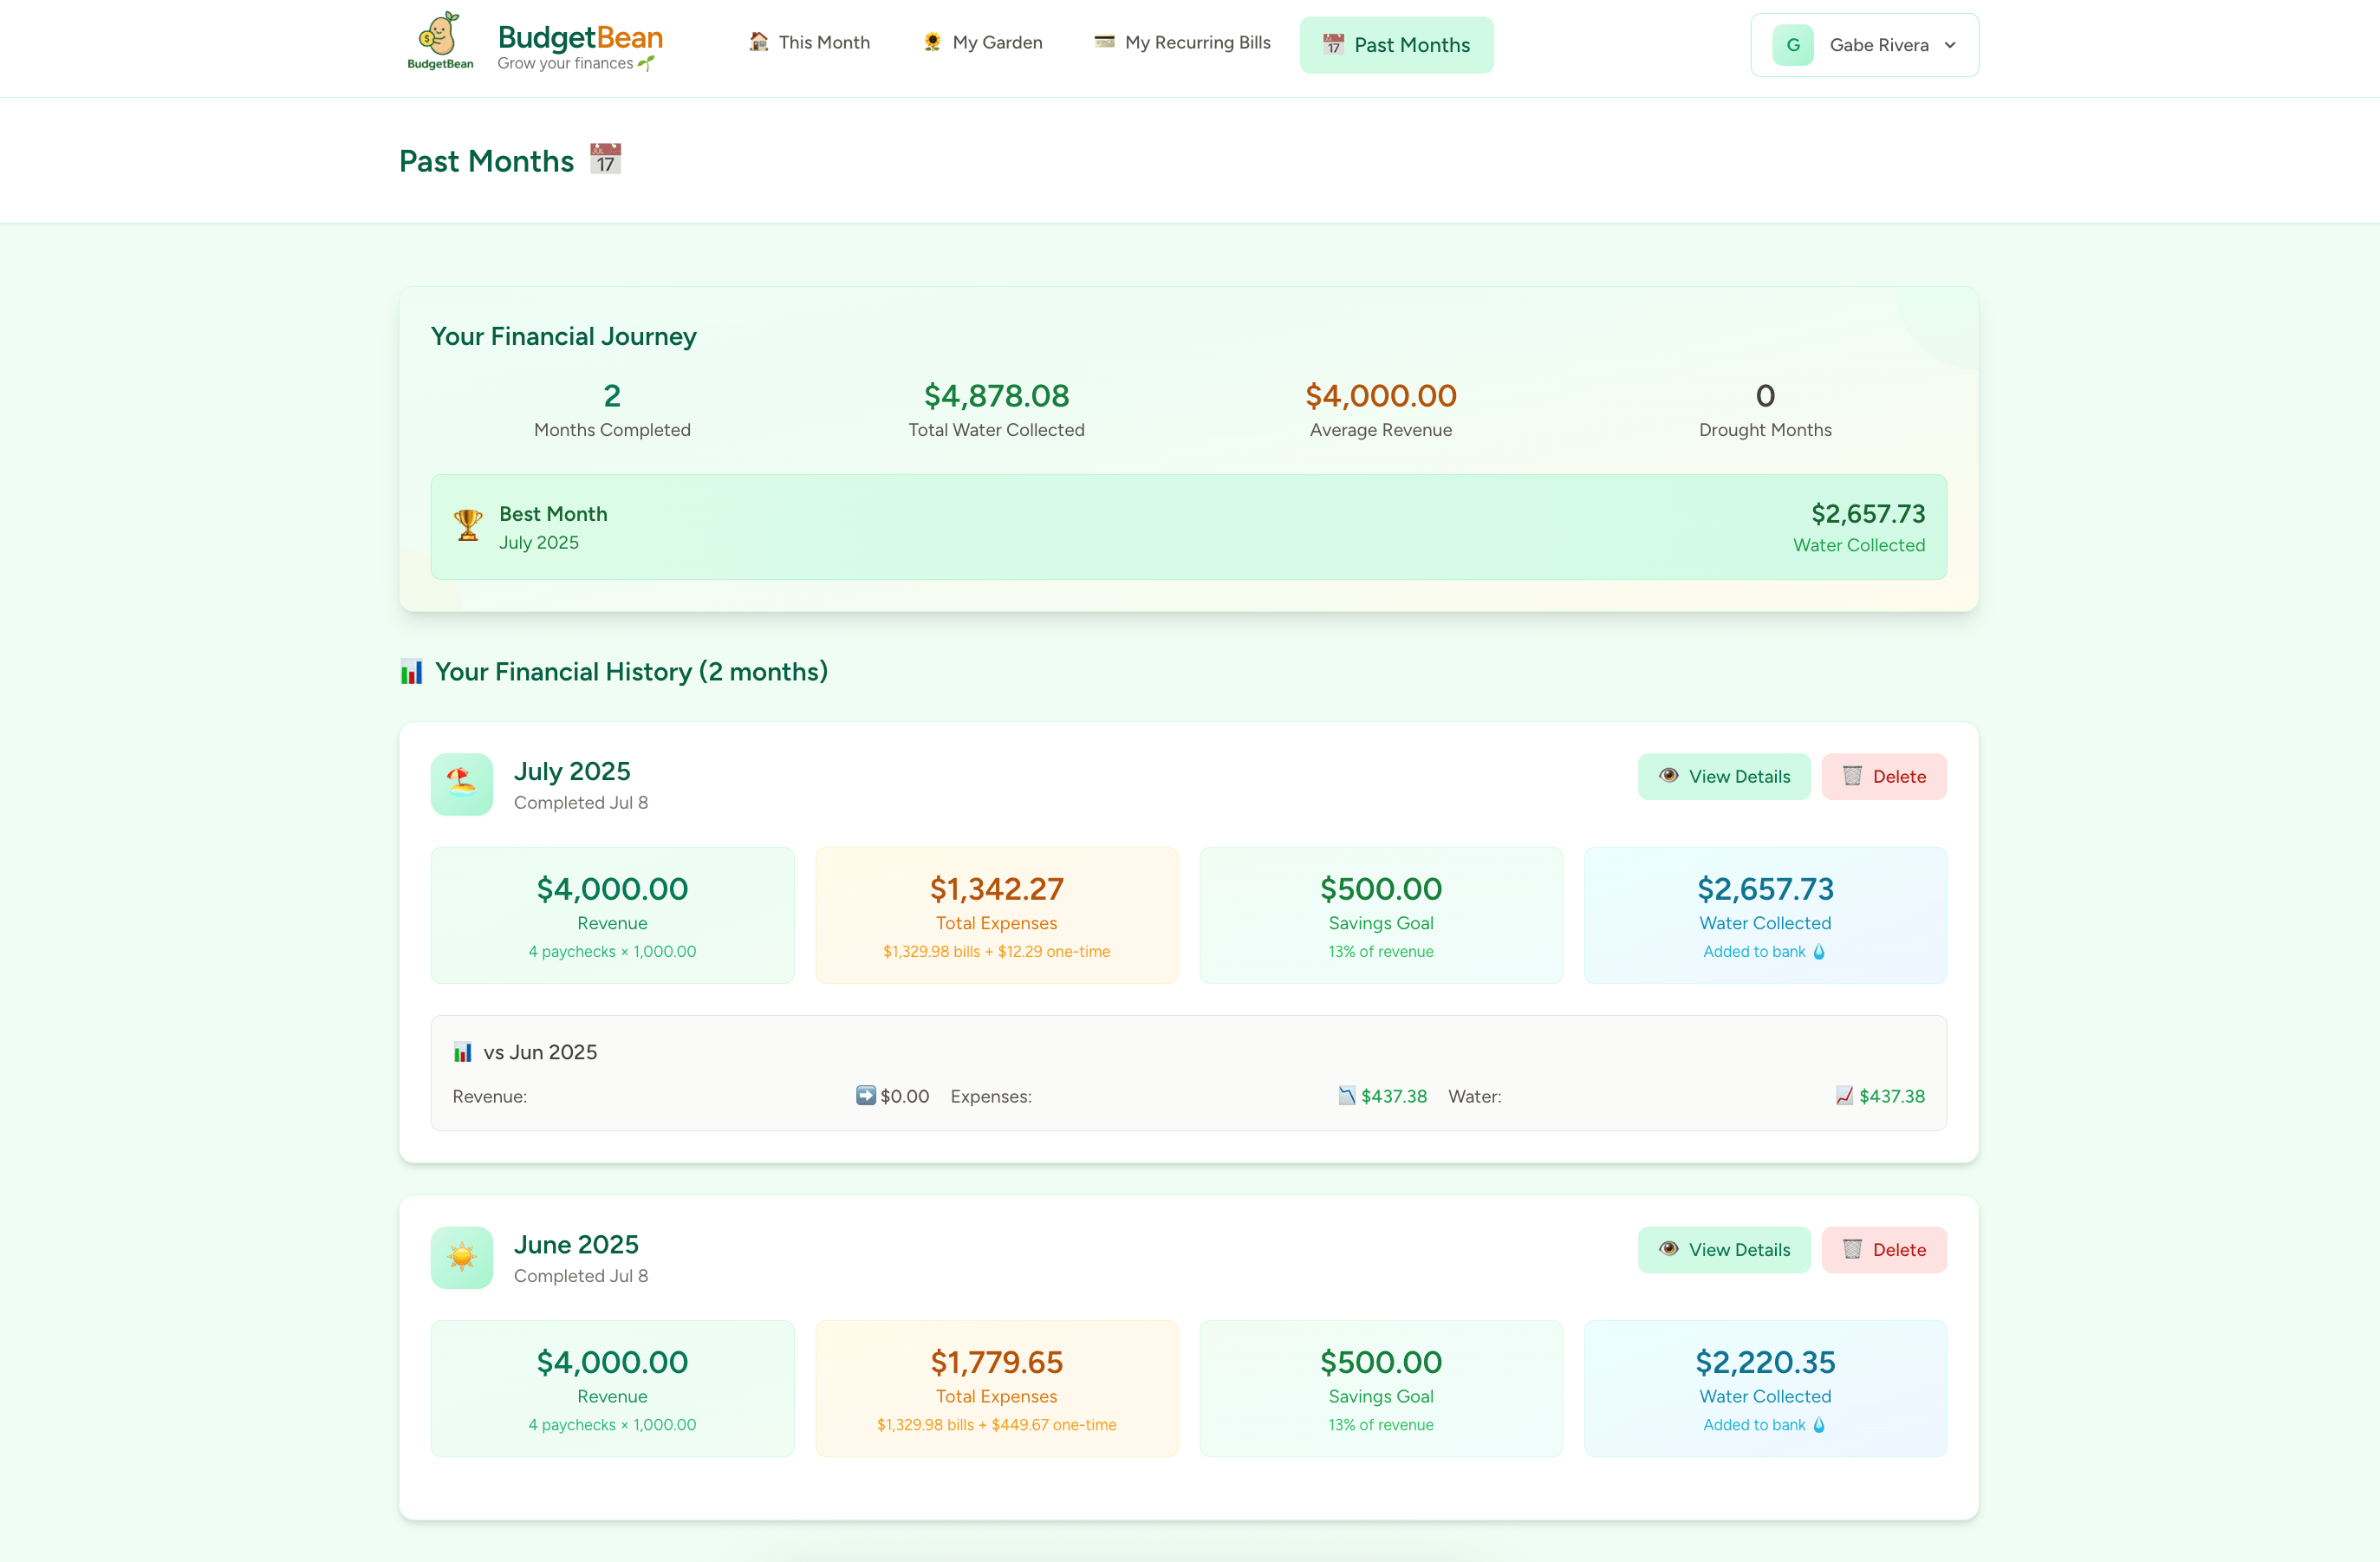 BudgetBean
BudgetBean
Grow your finances 🌱
🏠 This Month
🌻 My Garden
💳 My Recurring Bills
📅 Past Months
G Gabe Rivera
Past Months 📅
Your Financial Journey
2
Months Completed
$4,878.08
Total Water Collected
$4,000.00
Average Revenue
0
Drought Months
🏆 Best Month
July 2025
$2,657.73
Water Collected
📊 Your Financial History (2 months)
July 2025
Completed Jul 8
👁️ View Details
🗑️ Delete
$4,000.00
Revenue
4 paychecks × 1,000.00
$1,342.27
Total Expenses
$1,329.98 bills + $12.29 one-time
$500.00
Savings Goal
13% of revenue
$2,657.73
Water Collected
Added to bank 💧
📊 vs Jun 2025
Revenue: ➡️ $0.00 Expenses: 📉 $437.38 Water: 📈 $437.38
June 2025
Completed Jul 8
👁️ View Details
🗑️ Delete
$4,000.00
Revenue
4 paychecks × 1,000.00
$1,779.65
Total Expenses
$1,329.98 bills + $449.67 one-time
$500.00
Savings Goal
13% of revenue
$2,220.35
Water Collected
Added to bank 💧